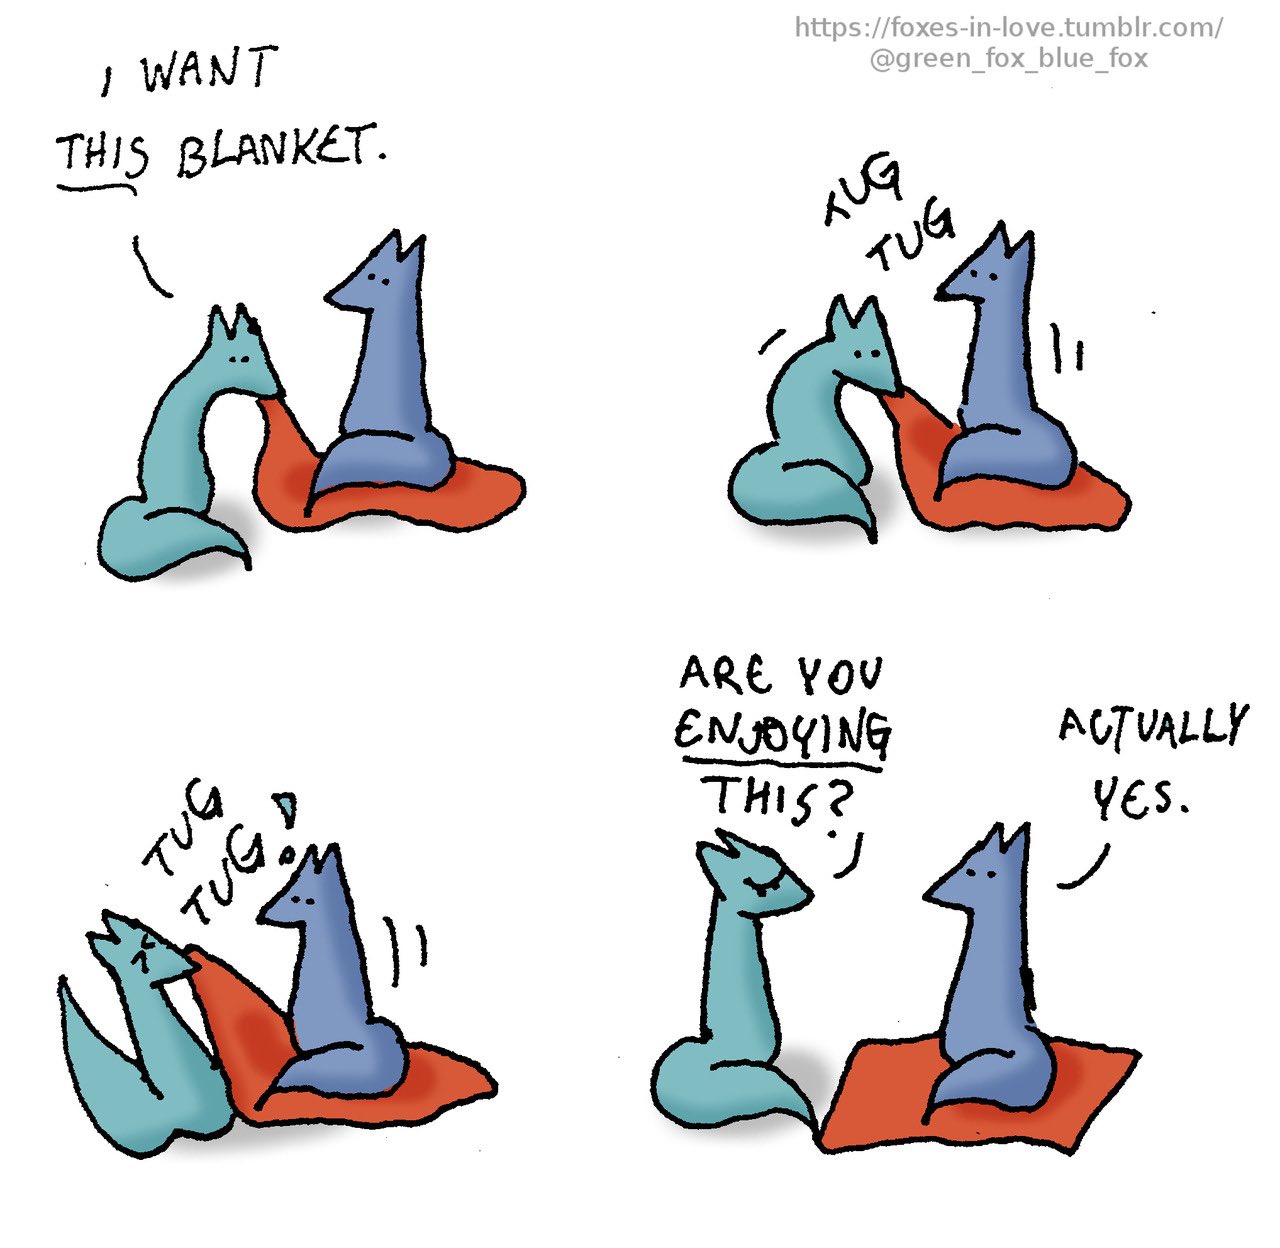 https://foxes-in-love.tumblr.com/
@green_fox_blue_fox
I WANT
THIS BLANKET.
TUG
TUG
TUG
TUG
ARE YOU
ENJOYING
THIS?
ACTUALLY
YES.